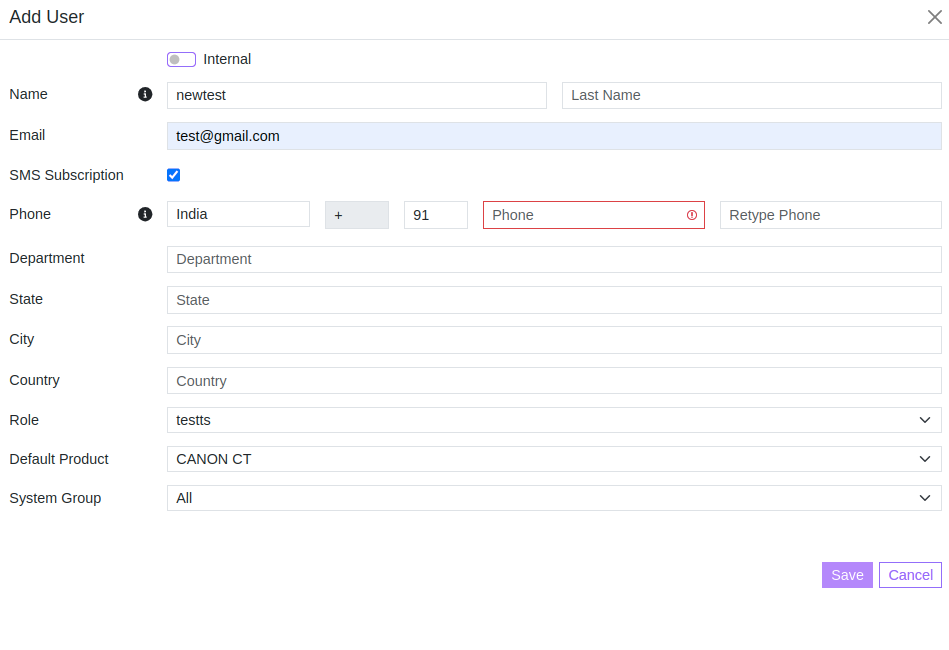 Add User
Internal
Name newtest Last Name
Email test@gmail.com
SMS Subscription
Phone India + 91 Phone Retype Phone
Department Department
State State
City City
Country Country
Role testts
Default Product CANON CT
System Group All
Save Cancel